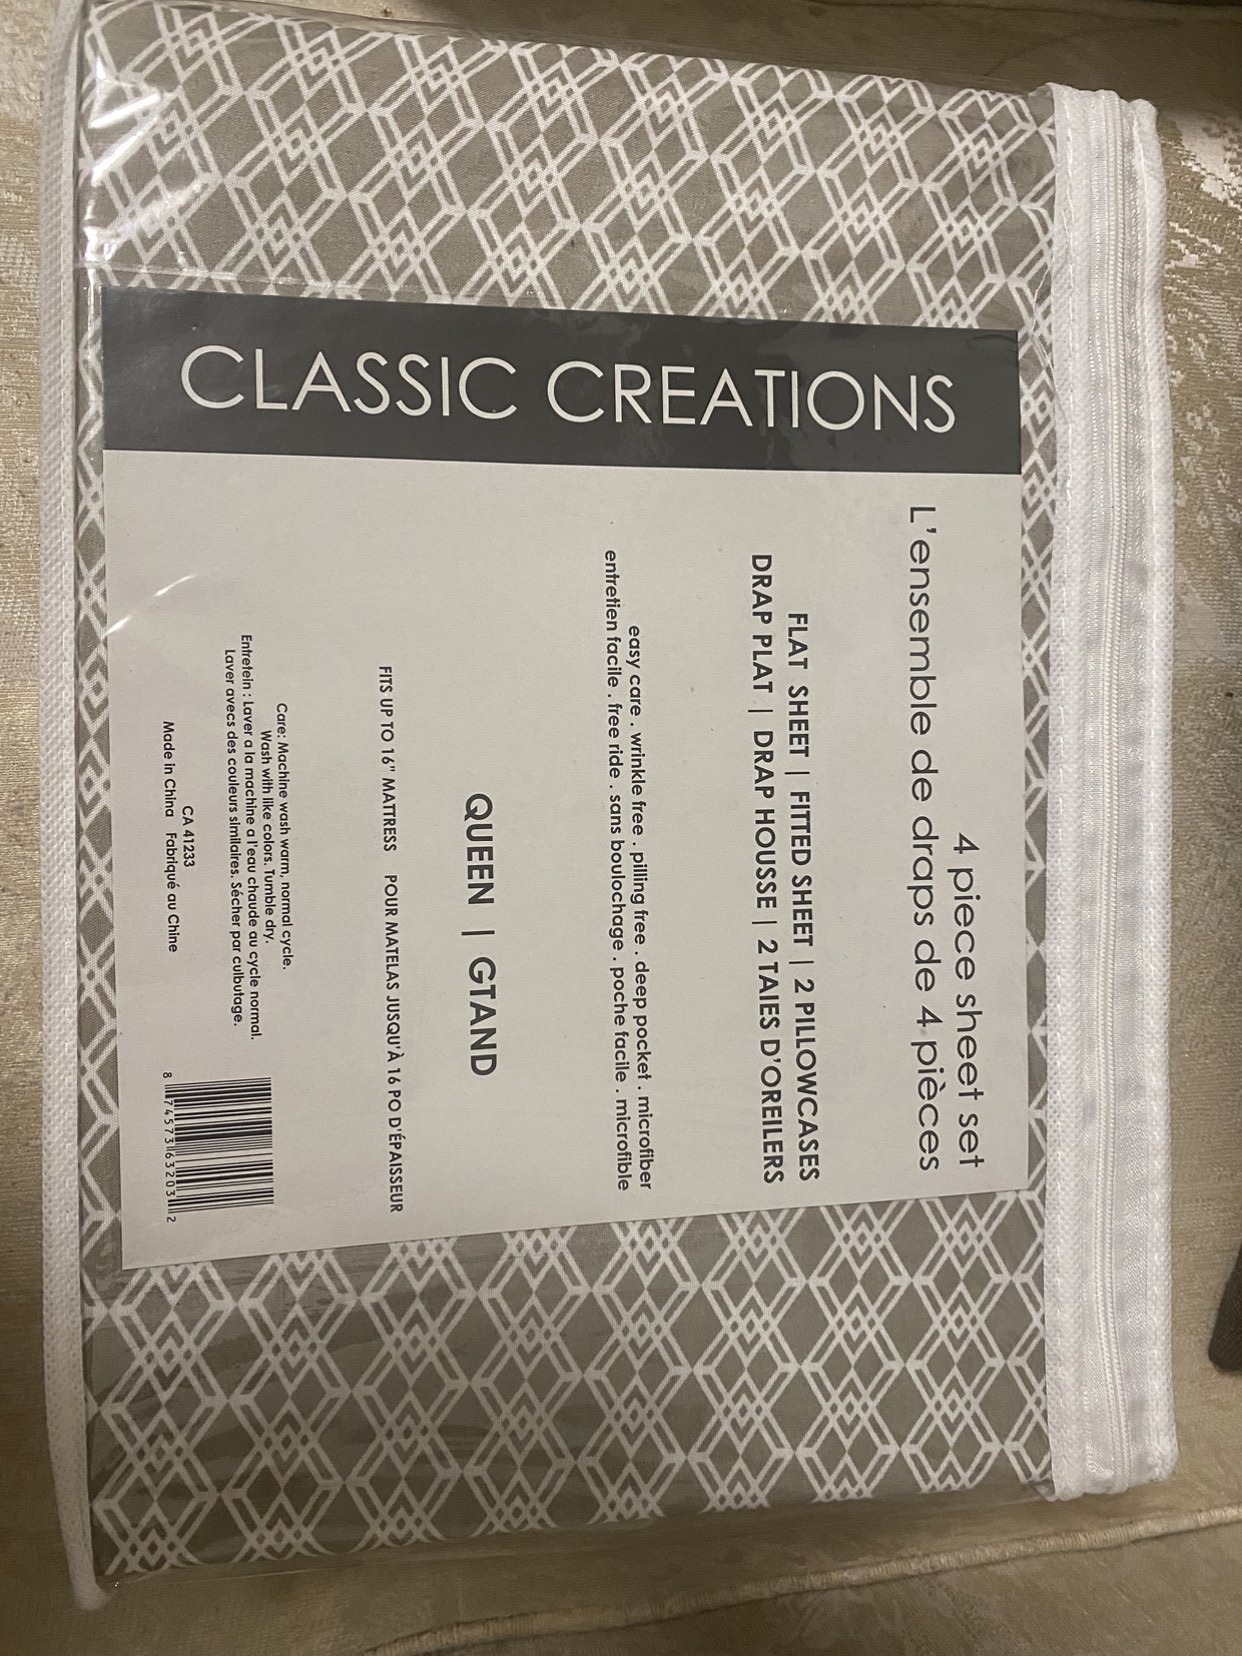 CLASSIC CREATIONS
4 piece sheet set
L'ensemble de draps de 4 pièces
FLAT SHEET | FITTED SHEET | 2 PILLOWCASES
DRAP PLAT | DRAP HOUSSE | 2 TAIES D'OREILERS
easy care . wrinkle free . pilling free . deep pocket . microfiber
entretien facile . free ride . sans boulochage . poche facile . microfible
QUEEN | GTAND
FITS UP TO 16" MATTRESS POUR MATELAS JUSQU'À 16 PO D'ÉPAISSEUR
Care: Machine wash warm, normal cycle.
Wash with like colors. Tumble dry.
Entretein : Laver a la machine a l'eau chaude au cycle normal.
Laver avecs des couleurs similaires. Sécher par culbutage.
CA 41233
Made in China Fabriqué au Chine
8 74573 63203 2